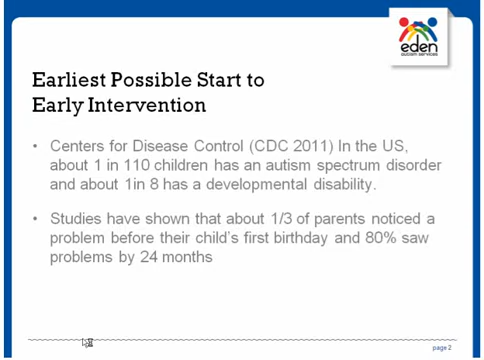 eden
autism services
Earliest Possible Start to
Early Intervention
• Centers for Disease Control (CDC 2011) In the US,
about 1 in 110 children has an autism spectrum disorder
and about 1in 8 has a developmental disability.
• Studies have shown that about 1/3 of parents noticed a
problem before their child's first birthday and 80% saw
problems by 24 months
page 2